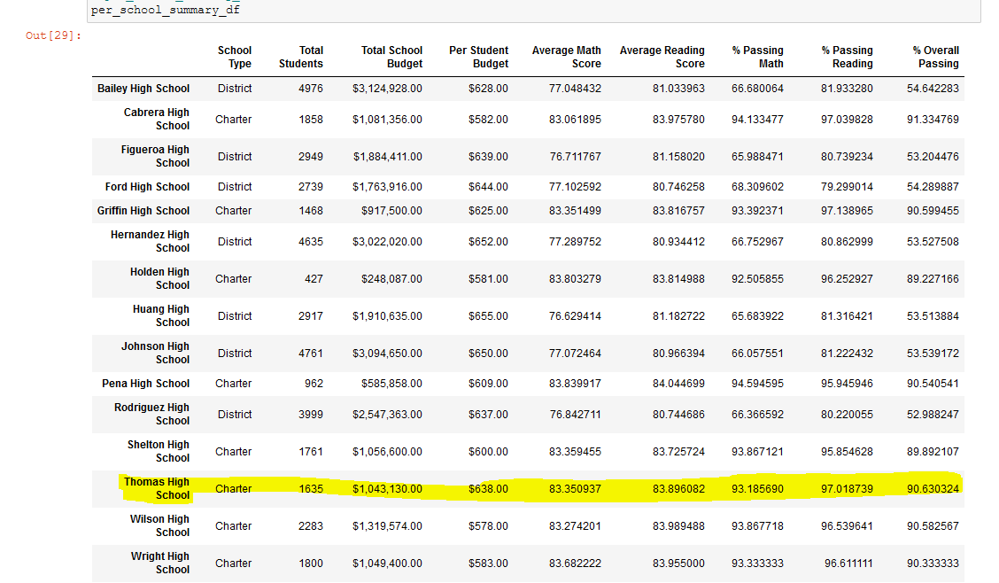 per_school_summary_df
Out[29]:
School Type Total Students Total School Budget Per Student Budget Average Math Score Average Reading Score % Passing Math % Passing Reading % Overall Passing
Bailey High School District 4976 $3,124,928.00 $628.00 77.048432 81.033963 66.680064 81.933280 54.642283
Cabrera High School Charter 1858 $1,081,356.00 $582.00 83.061895 83.975780 94.133477 97.039828 91.334769
Figueroa High School District 2949 $1,884,411.00 $639.00 76.711767 81.158020 65.988471 80.739234 53.204476
Ford High School District 2739 $1,763,916.00 $644.00 77.102592 80.746258 68.309602 79.299014 54.289887
Griffin High School Charter 1468 $917,500.00 $625.00 83.351499 83.816757 93.392371 97.138965 90.599455
Hernandez High School District 4635 $3,022,020.00 $652.00 77.289752 80.934412 66.752967 80.862999 53.527508
Holden High School Charter 427 $248,087.00 $581.00 83.803279 83.814988 92.505855 96.252927 89.227166
Huang High School District 2917 $1,910,635.00 $655.00 76.629414 81.182722 65.683922 81.316421 53.513884
Johnson High School District 4761 $3,094,650.00 $650.00 77.072464 80.966394 66.057551 81.222432 53.539172
Pena High School Charter 962 $585,858.00 $609.00 83.839917 84.044699 94.594595 95.945946 90.540541
Rodriguez High School District 3999 $2,547,363.00 $637.00 76.842711 80.744686 66.366592 80.220055 52.988247
Shelton High School Charter 1761 $1,056,600.00 $600.00 83.359455 83.725724 93.867121 95.854628 89.892107
Thomas High School Charter 1635 $1,043,130.00 $638.00 83.350937 83.896082 93.185690 97.018739 90.630324
Wilson High School Charter 2283 $1,319,574.00 $578.00 83.274201 83.989488 93.867718 96.539641 90.582567
Wright High School Charter 1800 $1,049,400.00 $583.00 83.682222 83.955000 93.333333 96.611111 90.333333